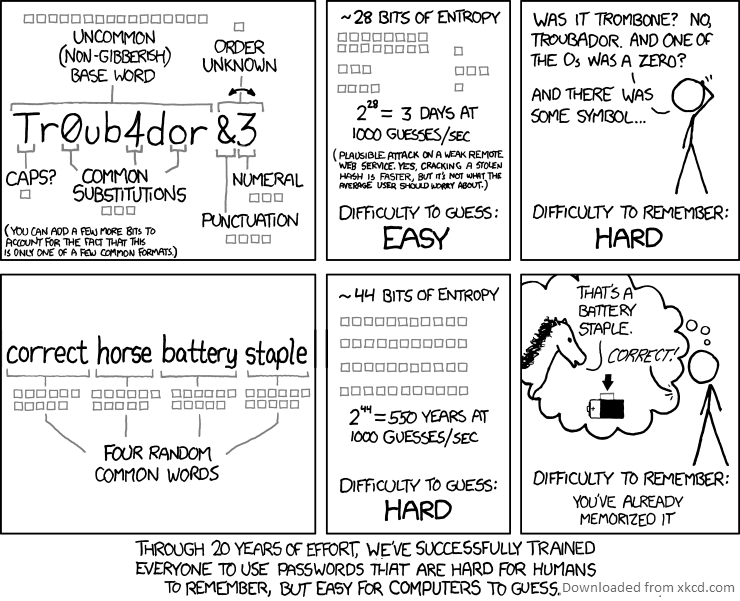 UNCOMMON
(NON-GIBBERISH)
BASE WORD
ORDER
UNKNOWN
Tr0ub4dor &3
CAPS?
COMMON
SUBSTITUTIONS
NUMERAL
PUNCTUATION
(YOU CAN ADD A FEW MORE BITS TO
ACCOUNT FOR THE FACT THAT THIS
IS ONLY ONE OF A FEW COMMON FORMATS.)
~28 BITS OF ENTROPY
2^28 = 3 DAYS AT
1000 GUESSES/SEC
(PLAUSIBLE ATTACK ON A WEAK REMOTE
WEB SERVICE. YES, CRACKING A STOLEN
HASH IS FASTER, BUT IT'S NOT WHAT THE
AVERAGE USER SHOULD WORRY ABOUT.)
DIFFICULTY TO GUESS:
EASY
WAS IT TROMBONE? NO,
TROUBADOR. AND ONE OF
THE Os WAS A ZERO?
AND THERE WAS
SOME SYMBOL...
DIFFICULTY TO REMEMBER:
HARD
correct horse battery staple
FOUR RANDOM
COMMON WORDS
~44 BITS OF ENTROPY
2^44 = 550 YEARS AT
1000 GUESSES/SEC
DIFFICULTY TO GUESS:
HARD
THAT'S A
BATTERY
STAPLE.
CORRECT!
+
DIFFICULTY TO REMEMBER:
YOU'VE ALREADY
MEMORIZED IT
THROUGH 20 YEARS OF EFFORT, WE'VE SUCCESSFULLY TRAINED
EVERYONE TO USE PASSWORDS THAT ARE HARD FOR HUMANS
TO REMEMBER, BUT EASY FOR COMPUTERS TO GUESS.
Downloaded from xkcd.com